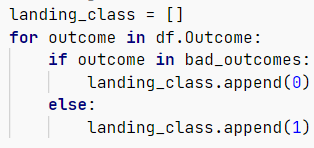 landing_class = []
for outcome in df.Outcome:
    if outcome in bad_outcomes:
        landing_class.append(0)
    else:
        landing_class.append(1)